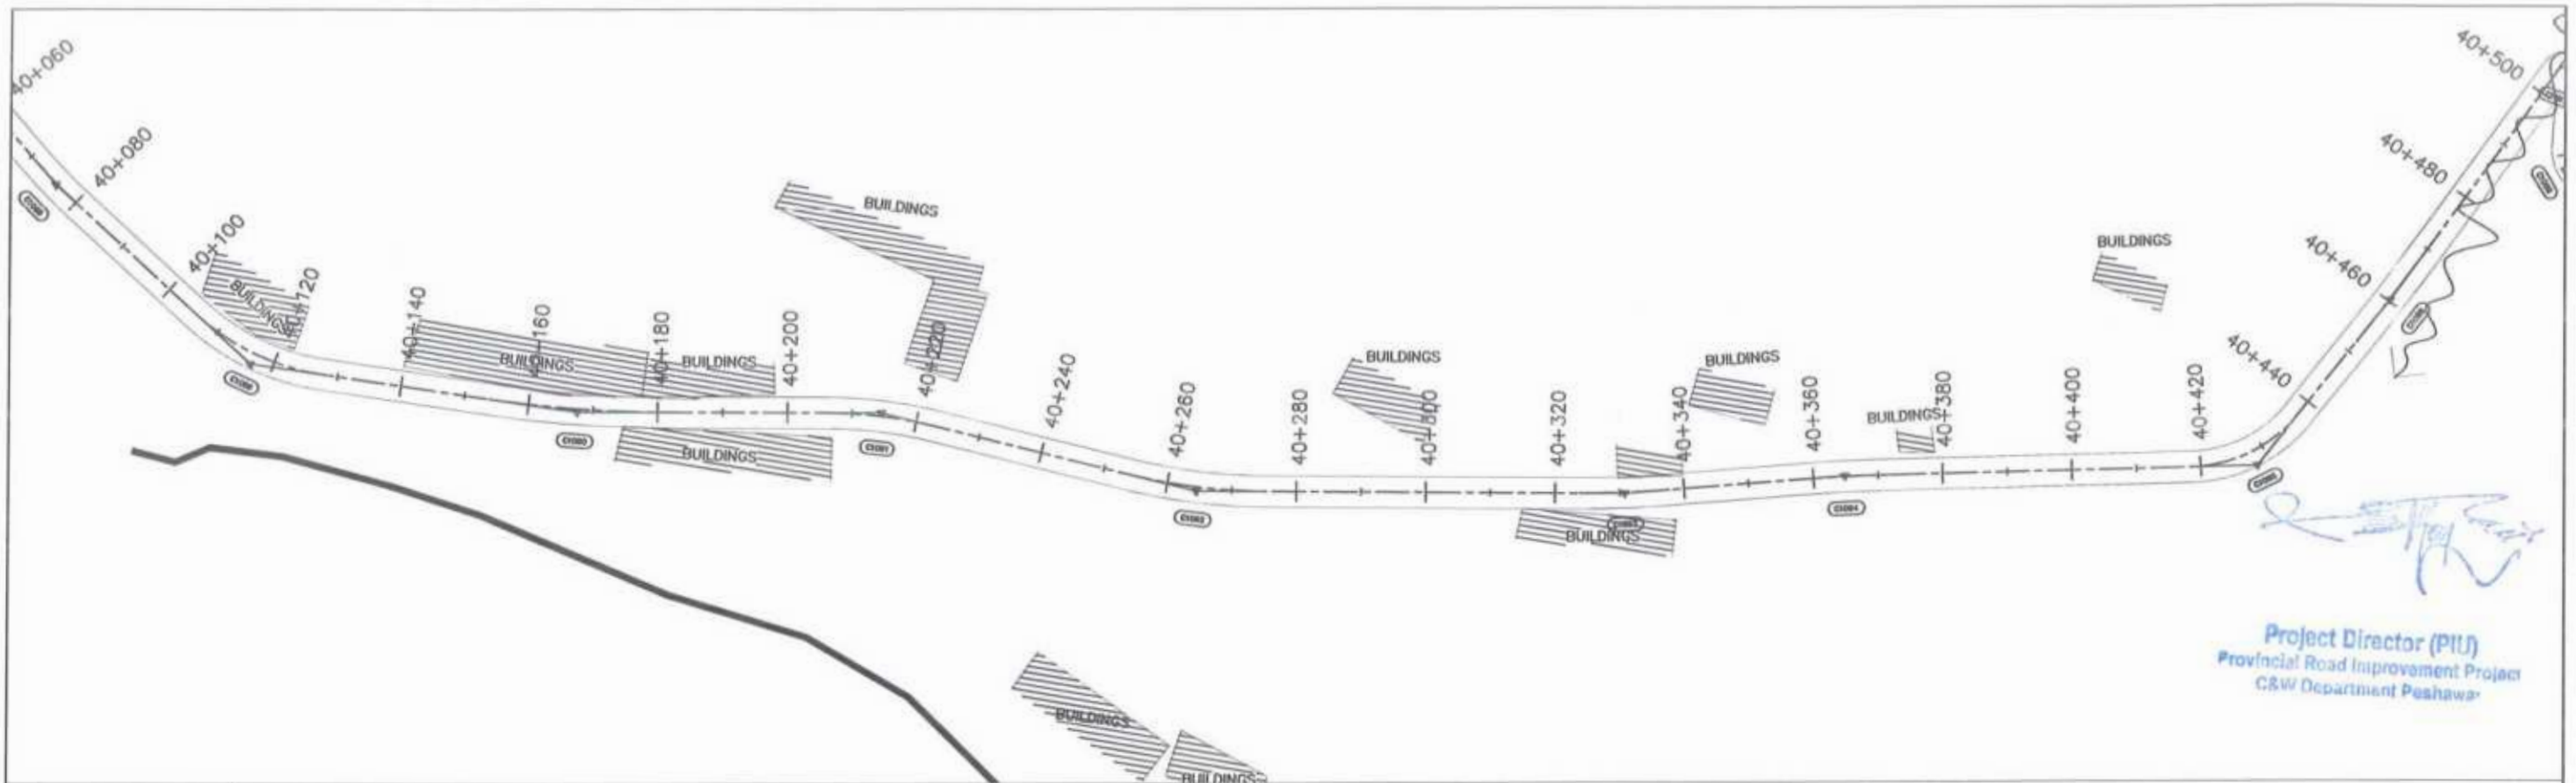 40+060
40+080
40+100
40+120
40+140
40+160
40+180
40+200
40+220
40+240
40+260
40+280
40+300
40+320
40+340
40+360
40+380
40+400
40+420
40+440
40+460
40+480
40+500
BUILDINGS
BUILDINGS
BUILDINGS
BUILDINGS
BUILDINGS
BUILDINGS
BUILDINGS
BUILDINGS
BUILDINGS
BUILDINGS
BUILDINGS
BUILDINGS
Project Director (PIU)
Provincial Road Improvement Project
C&W Department Peshawar